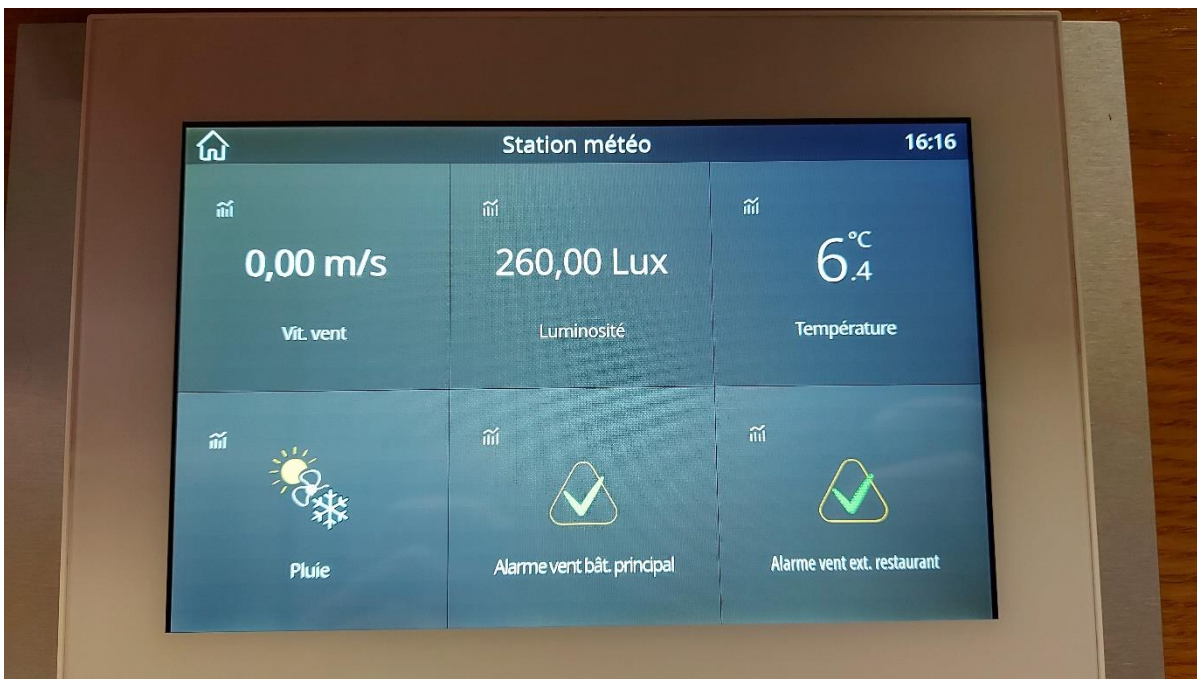 Station météo
16:16
0,00 m/s
260,00 Lux
6.4 °C
Vit. vent
Luminosité
Température
Pluie
Alarme vent bât. principal
Alarme vent ext. restaurant